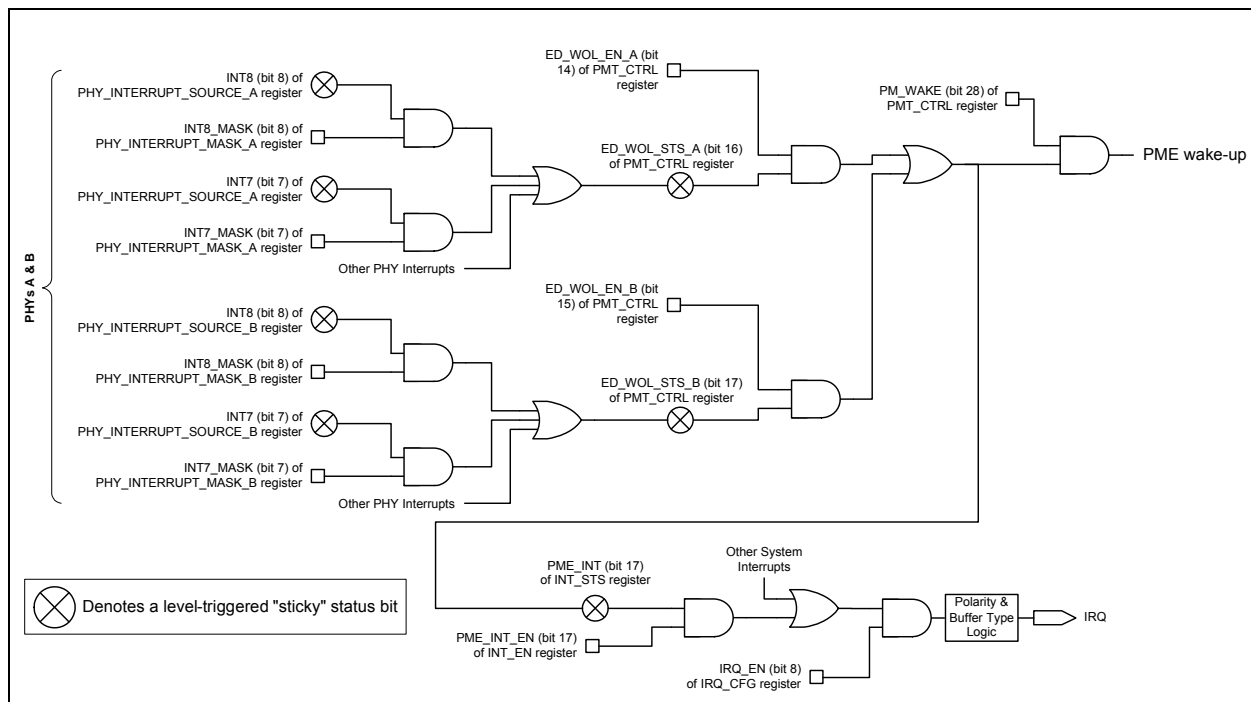 PHYs A & B
INT8 (bit 8) of
PHY_INTERRUPT_SOURCE_A register
INT8_MASK (bit 8) of
PHY_INTERRUPT_MASK_A register
INT7 (bit 7) of
PHY_INTERRUPT_SOURCE_A register
INT7_MASK (bit 7) of
PHY_INTERRUPT_MASK_A register
Other PHY Interrupts
ED_WOL_EN_A (bit
14) of PMT_CTRL
register
ED_WOL_STS_A (bit 16)
of PMT_CTRL register
PM_WAKE (bit 28) of
PMT_CTRL register
PME wake-up
INT8 (bit 8) of
PHY_INTERRUPT_SOURCE_B register
INT8_MASK (bit 8) of
PHY_INTERRUPT_MASK_B register
INT7 (bit 7) of
PHY_INTERRUPT_SOURCE_B register
INT7_MASK (bit 7) of
PHY_INTERRUPT_MASK_B register
Other PHY Interrupts
ED_WOL_EN_B (bit
15) of PMT_CTRL
register
ED_WOL_STS_B (bit 17)
of PMT_CTRL register
Denotes a level-triggered "sticky" status bit
PME_INT (bit 17)
of INT_STS register
PME_INT_EN (bit 17)
of INT_EN register
Other System
Interrupts
IRQ_EN (bit 8)
of IRQ_CFG register
Polarity &
Buffer Type
Logic
IRQ